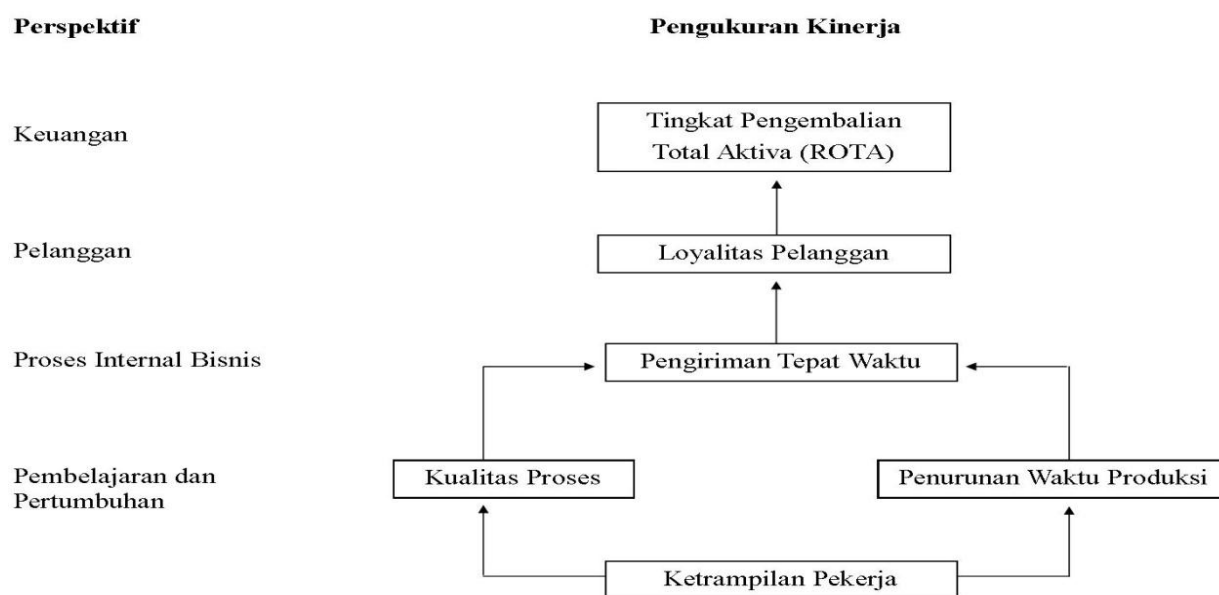 Perspektif
Pengukuran Kinerja
Keuangan
Tingkat Pengembalian
Total Aktiva (ROTA)
Pelanggan
Loyalitas Pelanggan
Proses Internal Bisnis
Pengiriman Tepat Waktu
Pembelajaran dan
Pertumbuhan
Kualitas Proses
Penurunan Waktu Produksi
Ketrampilan Pekerja